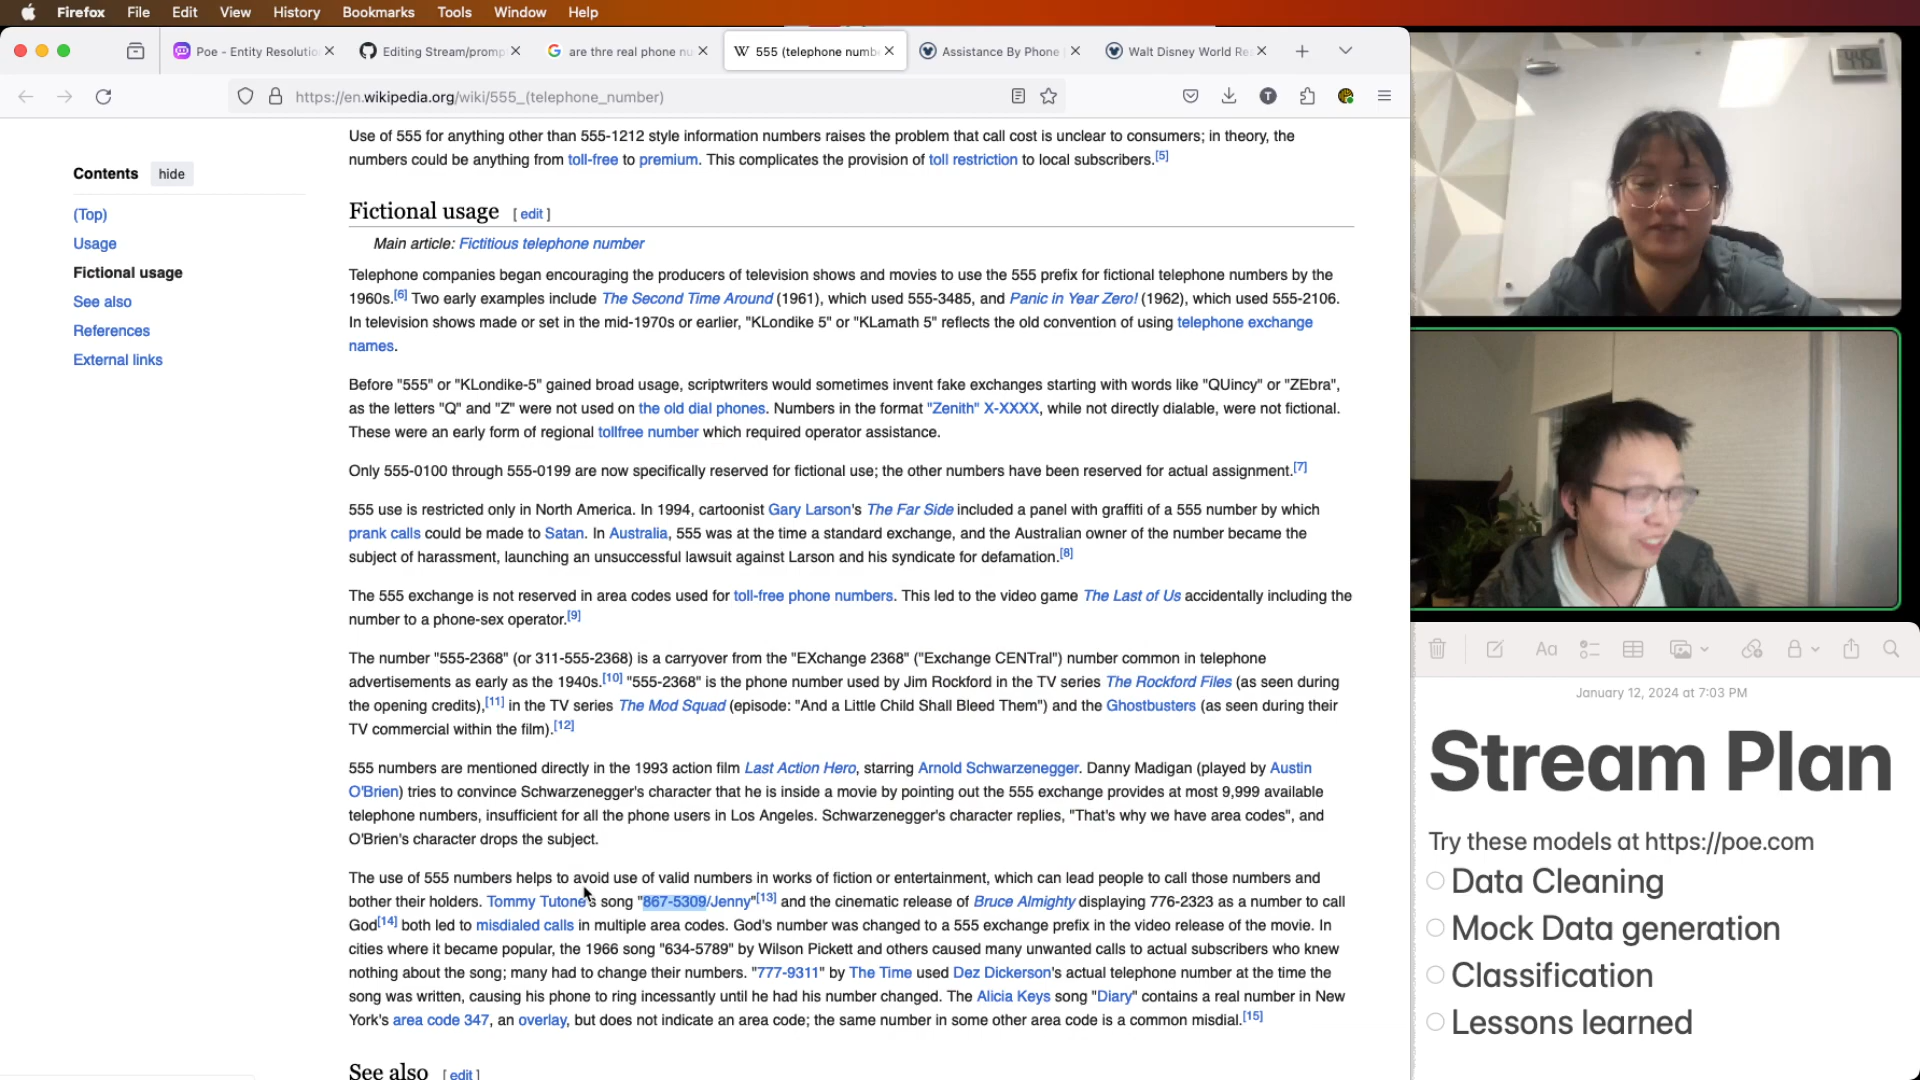 Firefox File Edit View History Bookmarks Tools Window Help
Poe - Entity Resolutio
Editing Stream/promp
are thre real phone nu
555 (telephone numb
Assistance By Phone
Walt Disney World Re
https://en.wikipedia.org/wiki/555_(telephone_number)
T
Contents hide
(Top)
Usage
Fictional usage
See also
References
External links
Use of 555 for anything other than 555-1212 style information numbers raises the problem that call cost is unclear to consumers; in theory, the
numbers could be anything from toll-free to premium. This complicates the provision of toll restriction to local subscribers.[5]
Fictional usage [ edit ]
Main article: Fictitious telephone number
Telephone companies began encouraging the producers of television shows and movies to use the 555 prefix for fictional telephone numbers by the
1960s.[6] Two early examples include The Second Time Around (1961), which used 555-3485, and Panic in Year Zero! (1962), which used 555-2106.
In television shows made or set in the mid-1970s or earlier, "KLondike 5" or "KLamath 5" reflects the old convention of using telephone exchange
names.
Before "555" or "KLondike-5" gained broad usage, scriptwriters would sometimes invent fake exchanges starting with words like "QUincy" or "ZEbra",
as the letters "Q" and "Z" were not used on the old dial phones. Numbers in the format "Zenith" X-XXXX, while not directly dialable, were not fictional.
These were an early form of regional tollfree number which required operator assistance.
Only 555-0100 through 555-0199 are now specifically reserved for fictional use; the other numbers have been reserved for actual assignment.[7]
555 use is restricted only in North America. In 1994, cartoonist Gary Larson's The Far Side included a panel with graffiti of a 555 number by which
prank calls could be made to Satan. In Australia, 555 was at the time a standard exchange, and the Australian owner of the number became the
subject of harassment, launching an unsuccessful lawsuit against Larson and his syndicate for defamation.[8]
The 555 exchange is not reserved in area codes used for toll-free phone numbers. This led to the video game The Last of Us accidentally including the
number to a phone-sex operator.[9]
The number "555-2368" (or 311-555-2368) is a carryover from the "EXchange 2368" ("Exchange CENTral") number common in telephone
advertisements as early as the 1940s.[10] "555-2368" is the phone number used by Jim Rockford in the TV series The Rockford Files (as seen during
the opening credits),[11] in the TV series The Mod Squad (episode: "And a Little Child Shall Bleed Them") and the Ghostbusters (as seen during their
TV commercial within the film).[12]
555 numbers are mentioned directly in the 1993 action film Last Action Hero, starring Arnold Schwarzenegger. Danny Madigan (played by Austin
O'Brien) tries to convince Schwarzenegger's character that he is inside a movie by pointing out the 555 exchange provides at most 9,999 available
telephone numbers, insufficient for all the phone users in Los Angeles. Schwarzenegger's character replies, "That's why we have area codes", and
O'Brien's character drops the subject.
The use of 555 numbers helps to avoid use of valid numbers in works of fiction or entertainment, which can lead people to call those numbers and
bother their holders. Tommy Tutone's song "867-5309/Jenny"[13] and the cinematic release of Bruce Almighty displaying 776-2323 as a number to call
God[14] both led to misdialed calls in multiple area codes. God's number was changed to a 555 exchange prefix in the video release of the movie. In
cities where it became popular, the 1966 song "634-5789" by Wilson Pickett and others caused many unwanted calls to actual subscribers who knew
nothing about the song; many had to change their numbers. "777-9311" by The Time used Dez Dickerson's actual telephone number at the time the
song was written, causing his phone to ring incessantly until he had his number changed. The Alicia Keys song "Diary" contains a real number in New
York's area code 347, an overlay, but does not indicate an area code; the same number in some other area code is a common misdial.[15]
See also [ edit ]
4:45
Aa
January 12, 2024 at 7:03 PM
Stream Plan
Try these models at https://poe.com
Data Cleaning
Mock Data generation
Classification
Lessons learned